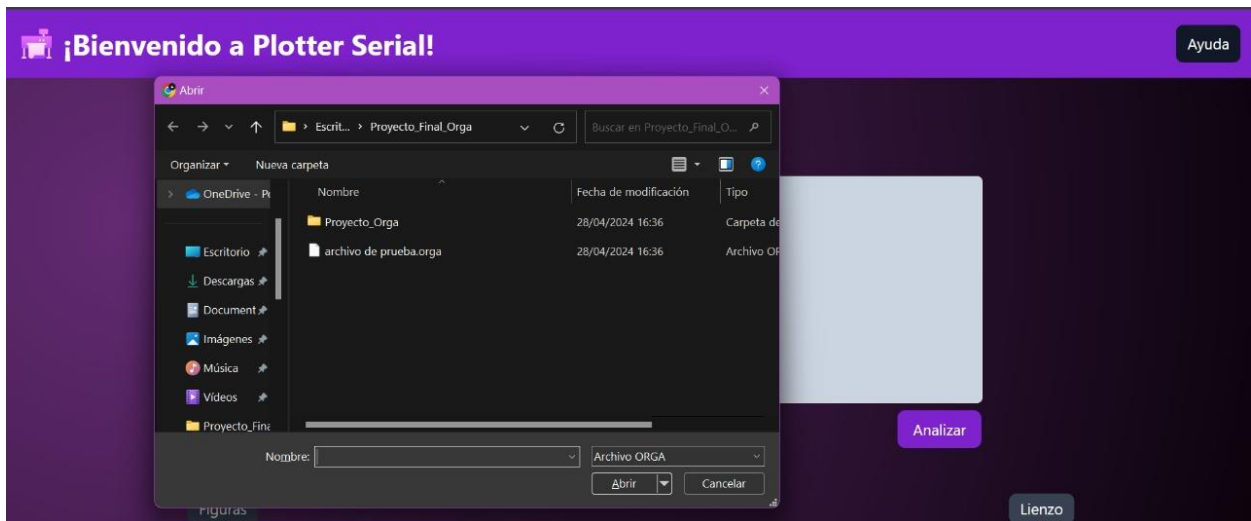 ¡Bienvenido a Plotter Serial!
Ayuda
Abrir
Escrit... › Proyecto_Final_Orga
Buscar en Proyecto_Final_O...
Organizar
Nueva carpeta
Nombre
Fecha de modificación
Tipo
OneDrive - Pe
Proyecto_Orga
28/04/2024 16:36
Carpeta de
Escritorio
archivo de prueba.orga
28/04/2024 16:36
Archivo OR
Descargas
Document
Imágenes
Música
Vídeos
Proyecto_Fina
Analizar
Nombre:
Archivo ORGA
Abrir
Cancelar
Figuras
Lienzo